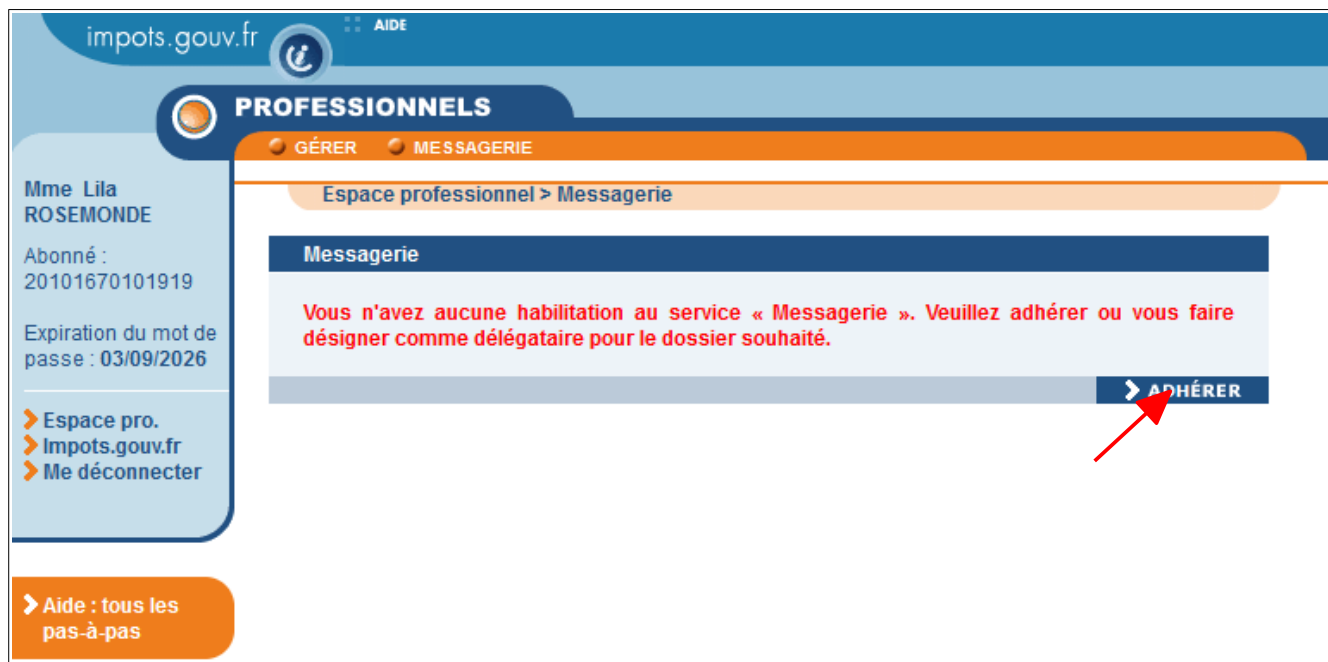 impots.gouv.fr
AIDE
PROFESSIONNELS
GÉRER MESSAGERIE
Mme Lila
ROSEMONDE
Abonné :
20101670101919
Expiration du mot de
passe : 03/09/2026
Espace pro.
Impots.gouv.fr
Me déconnecter
Aide : tous les
pas-à-pas
Espace professionnel > Messagerie
Messagerie
Vous n'avez aucune habilitation au service « Messagerie ». Veuillez adhérer ou vous faire
désigner comme délégataire pour le dossier souhaité.
ADHÉRER